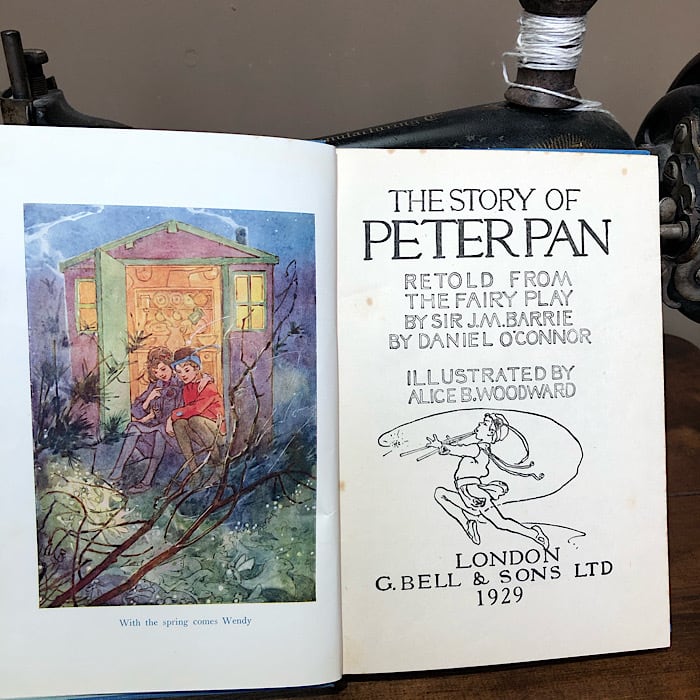 With the spring comes Wendy
THE STORY OF
PETER PAN
RETOLD FROM
THE FAIRY PLAY
BY SIR J.M. BARRIE
BY DANIEL O'CONNOR
ILLUSTRATED BY
ALICE B. WOODWARD
LONDON
G. BELL & SONS LTD
1929